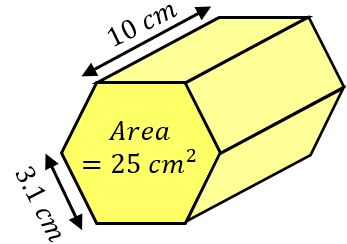 10 cm
Area
= 25 cm²
3.1 cm